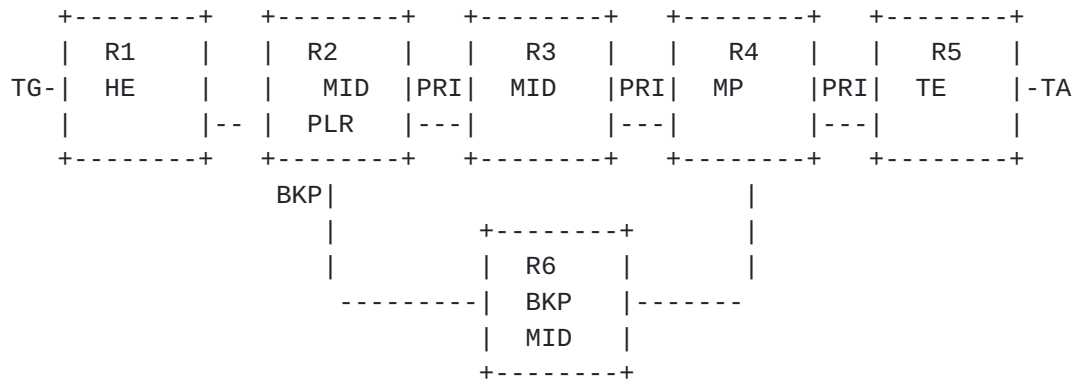 R1 R2 R3 R4 R5
TG- HE MID PRI MID PRI MP PRI TE -TA
PLR
BKP
R6
BKP
MID